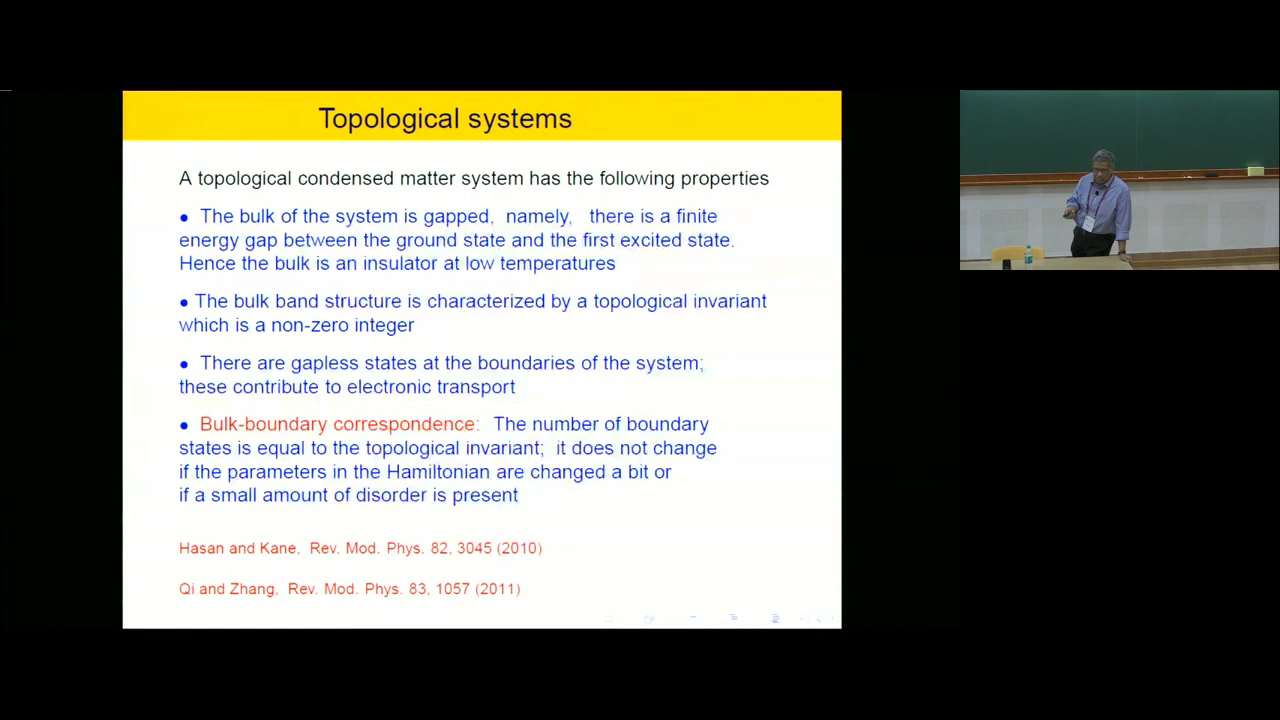 Topological systems
A topological condensed matter system has the following properties
• The bulk of the system is gapped, namely, there is a finite
energy gap between the ground state and the first excited state.
Hence the bulk is an insulator at low temperatures
• The bulk band structure is characterized by a topological invariant
which is a non-zero integer
• There are gapless states at the boundaries of the system;
these contribute to electronic transport
• Bulk-boundary correspondence: The number of boundary
states is equal to the topological invariant; it does not change
if the parameters in the Hamiltonian are changed a bit or
if a small amount of disorder is present
Hasan and Kane, Rev. Mod. Phys. 82, 3045 (2010)
Qi and Zhang, Rev. Mod. Phys. 83, 1057 (2011)